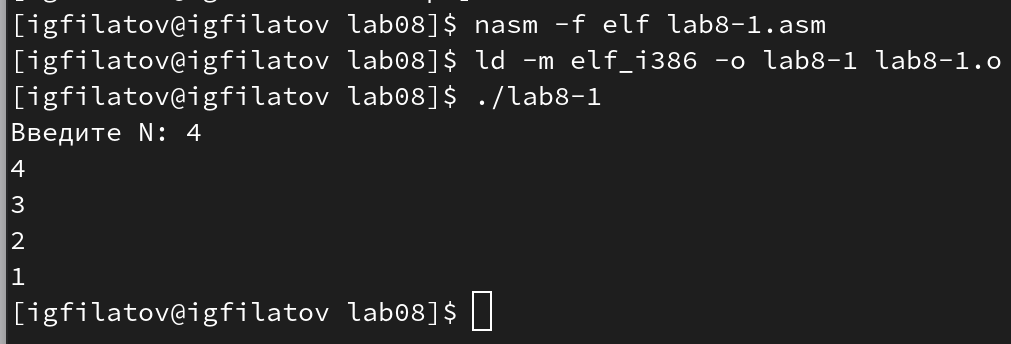 [igfilatov@igfilatov lab08]$ nasm -f elf lab8-1.asm
[igfilatov@igfilatov lab08]$ ld -m elf_i386 -o lab8-1 lab8-1.o
[igfilatov@igfilatov lab08]$ ./lab8-1
Введите N: 4
4
3
2
1
[igfilatov@igfilatov lab08]$